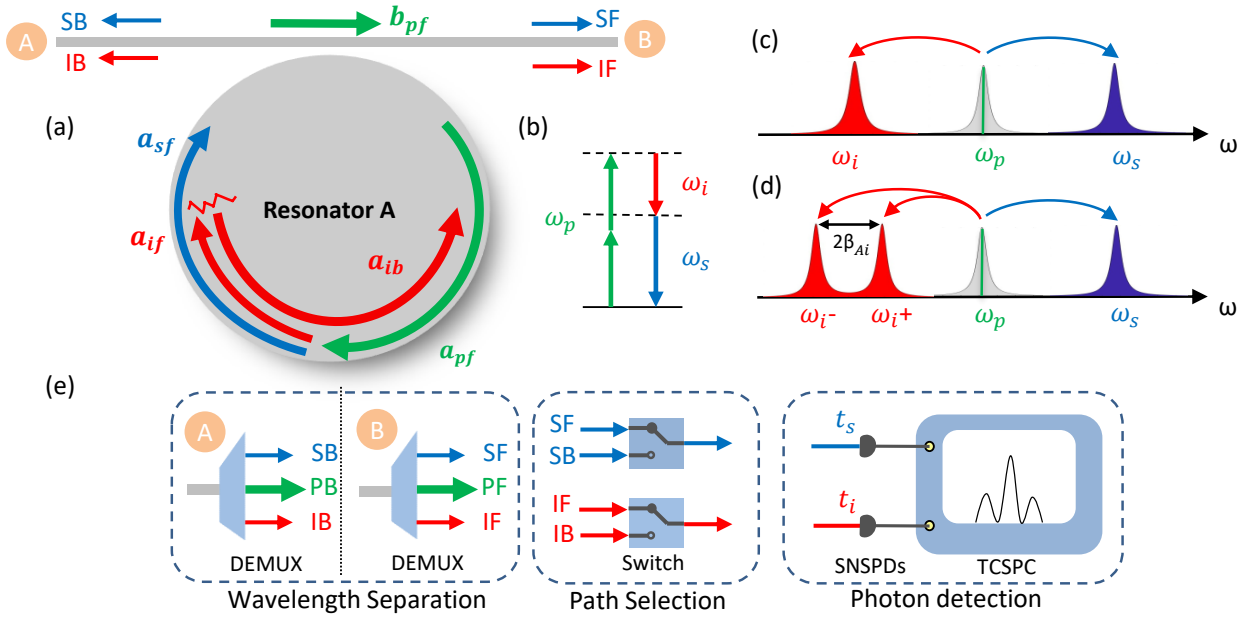 A
SB
IB
b_pf
SF
IF
B
(a)
a_sf
a_if
Resonator A
a_ib
a_pf
(b)
ω_p
ω_i
ω_s
(c)
ω_i
ω_p
ω_s
ω
(d)
2β_Ai
ω_i-
ω_i+
ω_p
ω_s
ω
(e)
A
SB
PB
IB
DEMUX
B
SF
PF
IF
DEMUX
Wavelength Separation
SF
SB
IF
IB
Switch
Path Selection
t_s
t_i
SNSPDs
TCSPC
Photon detection